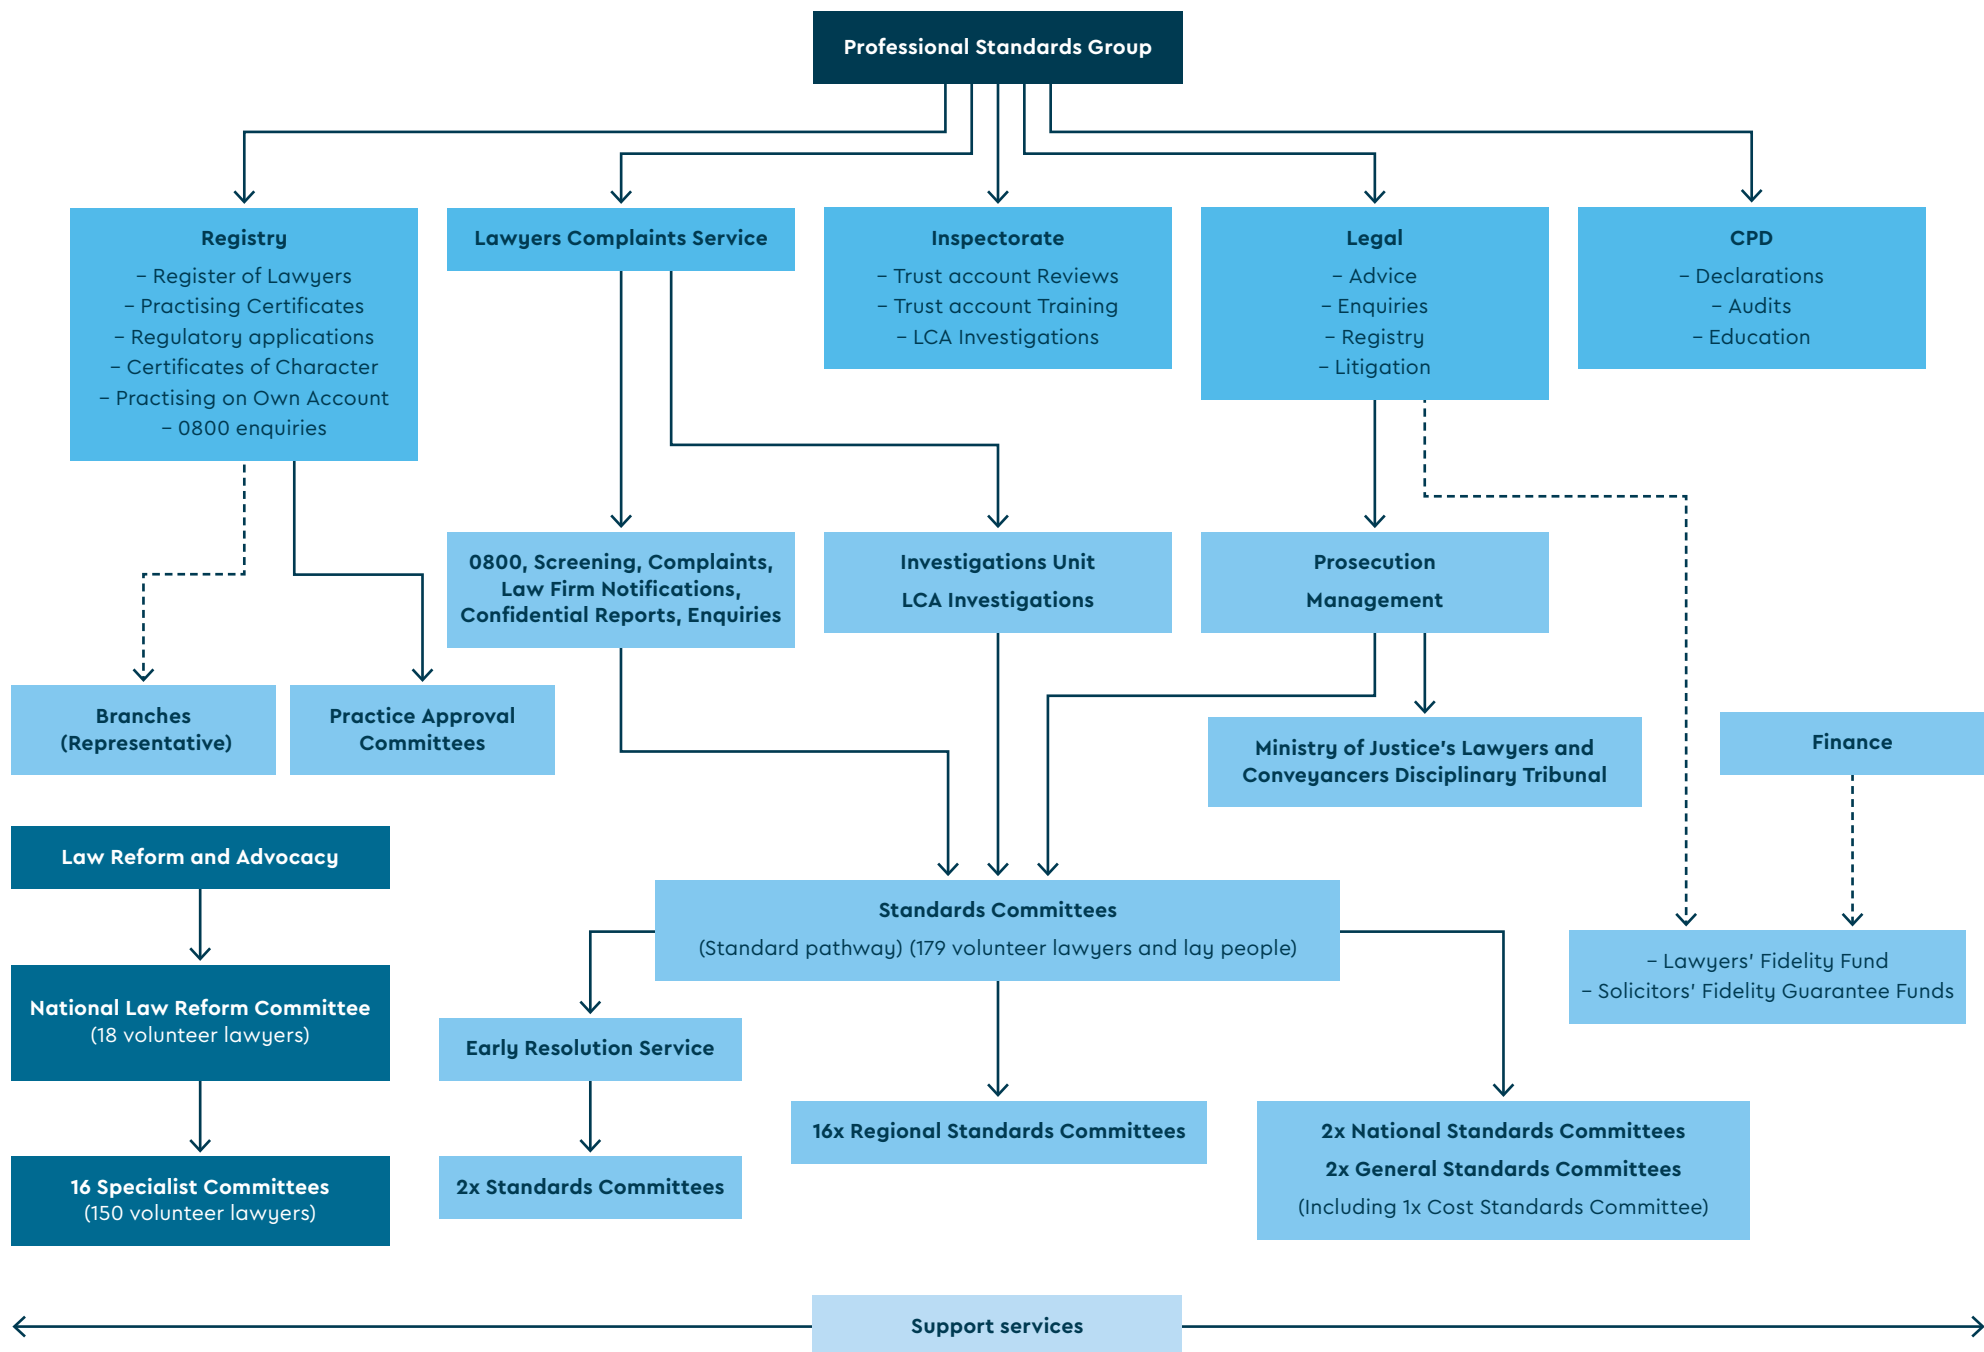 Professional Standards Group
Registry
– Register of Lawyers
– Practising Certificates
– Regulatory applications
– Certificates of Character
– Practising on Own Account
– 0800 enquiries
Lawyers Complaints Service
Inspectorate
– Trust account Reviews
– Trust account Training
– LCA Investigations
Legal
– Advice
– Enquiries
– Registry
– Litigation
CPD
– Declarations
– Audits
– Education
0800, Screening, Complaints,
Law Firm Notifications,
Confidential Reports, Enquiries
Investigations Unit
LCA Investigations
Prosecution
Management
Branches
(Representative)
Practice Approval
Committees
Ministry of Justice's Lawyers and
Conveyancers Disciplinary Tribunal
Finance
Law Reform and Advocacy
Standards Committees
(Standard pathway) (179 volunteer lawyers and lay people)
– Lawyers' Fidelity Fund
– Solicitors' Fidelity Guarantee Funds
National Law Reform Committee
(18 volunteer lawyers)
Early Resolution Service
16x Regional Standards Committees
2x National Standards Committees
2x General Standards Committees
(Including 1x Cost Standards Committee)
16 Specialist Committees
(150 volunteer lawyers)
2x Standards Committees
Support services